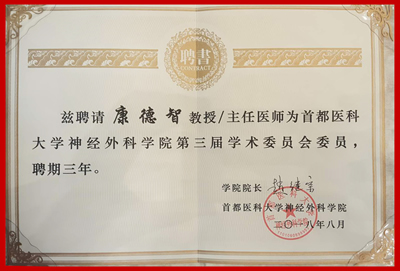 聘書
CONTRACT
兹聘请 康德智 教授/主任医师为首都医科
大学神经外科学院第三届学术委员会委员，
聘期三年。
学院院长
首都医科大学神经外科学院
二〇一八年八月